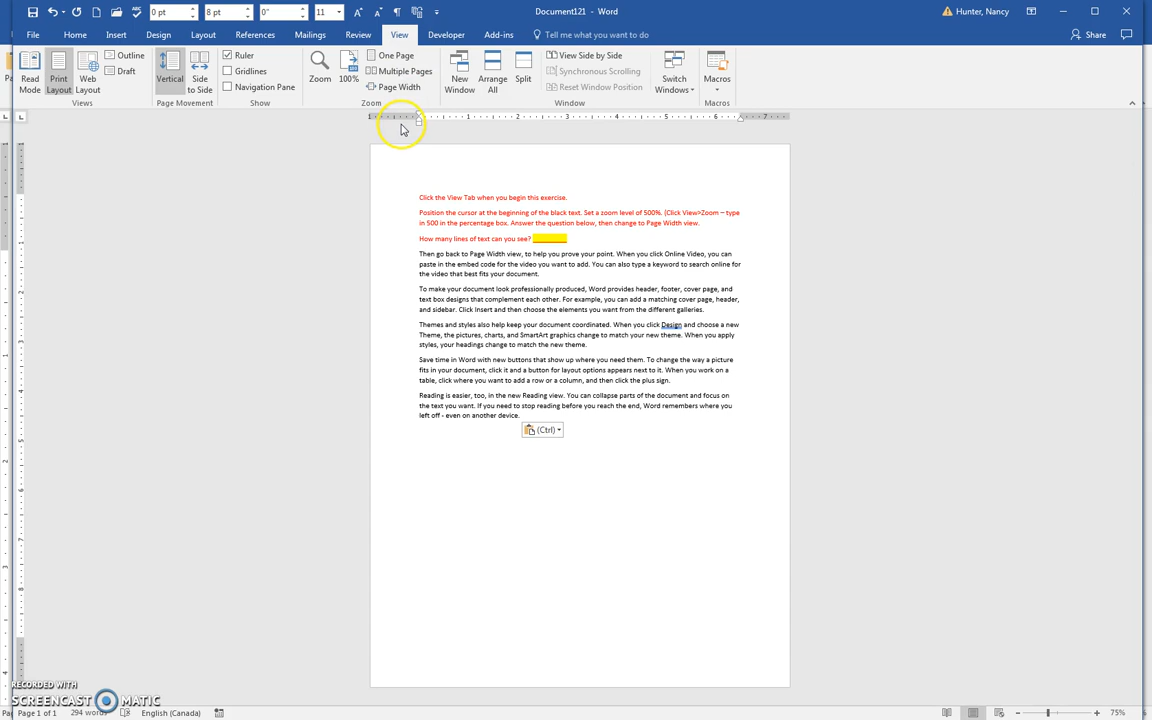 0 pt 8 pt 0" 11 Document121 - Word Hunter, Nancy
File Home Insert Design Layout References Mailings Review View Developer Add-ins Tell me what you want to do Share
Read Mode
Print Layout
Web Layout
Outline
Draft
Views
Vertical
Side to Side
Page Movement
Ruler
Gridlines
Navigation Pane
Show
Zoom
100%
One Page
Multiple Pages
Page Width
Zoom
New Window
Arrange All
Split
View Side by Side
Synchronous Scrolling
Reset Window Position
Window
Switch Windows
Macros
Macros
1 1 2 3 4 5 6 7
Click the View Tab when you begin this exercise.
Position the cursor at the beginning of the black text. Set a zoom level of 500%. (Click View>Zoom – type
in 500 in the percentage box. Answer the question below, then change to Page Width view.
How many lines of text can you see? ________
Then go back to Page Width view, to help you prove your point. When you click Online Video, you can
paste in the embed code for the video you want to add. You can also type a keyword to search online for
the video that best fits your document.
To make your document look professionally produced, Word provides header, footer, cover page, and
text box designs that complement each other. For example, you can add a matching cover page, header,
and sidebar. Click Insert and then choose the elements you want from the different galleries.
Themes and styles also help keep your document coordinated. When you click Design and choose a new
Theme, the pictures, charts, and SmartArt graphics change to match your new theme. When you apply
styles, your headings change to match the new theme.
Save time in Word with new buttons that show up where you need them. To change the way a picture
fits in your document, click it and a button for layout options appears next to it. When you work on a
table, click where you want to add a row or a column, and then click the plus sign.
Reading is easier, too, in the new Reading view. You can collapse parts of the document and focus on
the text you want. If you need to stop reading before you reach the end, Word remembers where you
left off - even on another device.
(Ctrl)
RECORDED WITH
SCREENCAST MATIC
Page 1 of 1 294 words English (Canada) 75%